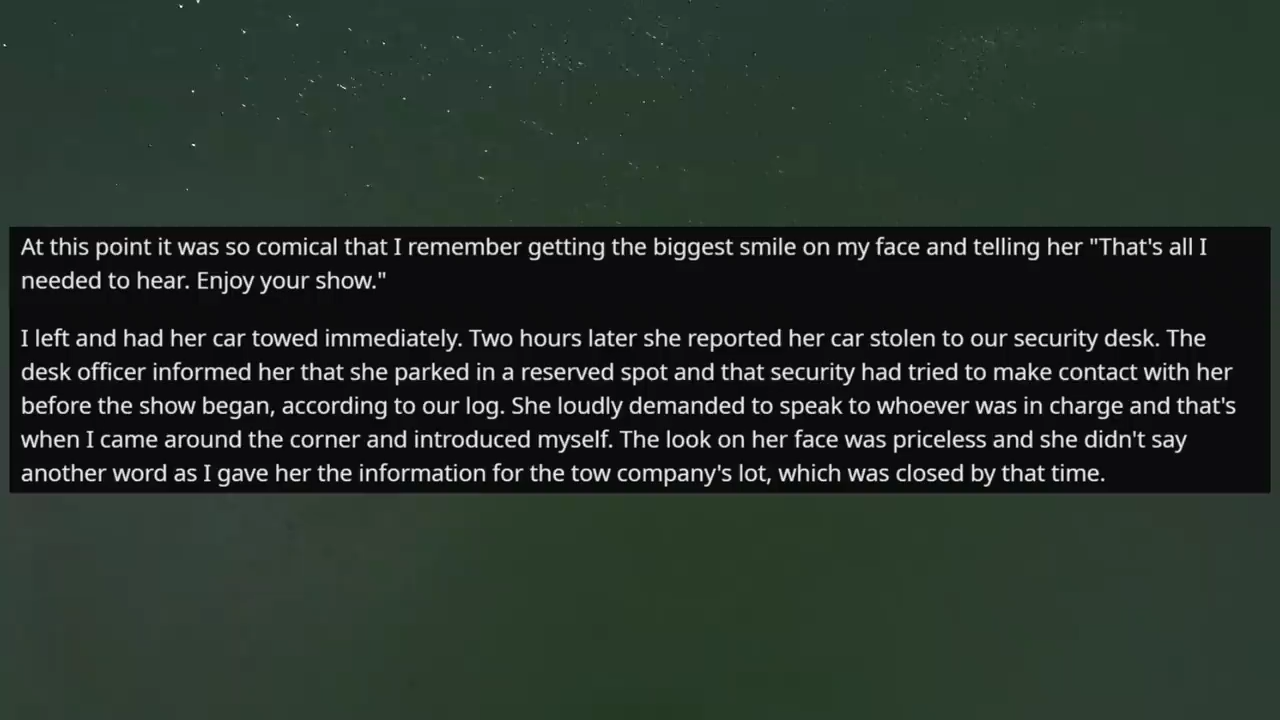 At this point it was so comical that I remember getting the biggest smile on my face and telling her "That's all I
needed to hear. Enjoy your show."
I left and had her car towed immediately. Two hours later she reported her car stolen to our security desk. The
desk officer informed her that she parked in a reserved spot and that security had tried to make contact with her
before the show began, according to our log. She loudly demanded to speak to whoever was in charge and that's
when I came around the corner and introduced myself. The look on her face was priceless and she didn't say
another word as I gave her the information for the tow company's lot, which was closed by that time.